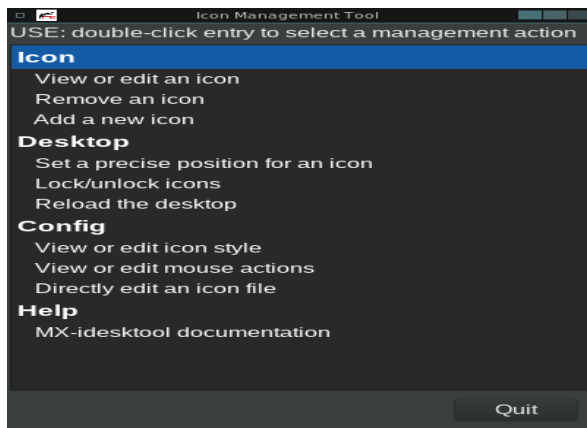 Icon Management Tool
USE: double-click entry to select a management action
Icon
View or edit an icon
Remove an icon
Add a new icon
Desktop
Set a precise position for an icon
Lock/unlock icons
Reload the desktop
Config
View or edit icon style
View or edit mouse actions
Directly edit an icon file
Help
MX-idesktool documentation
Quit